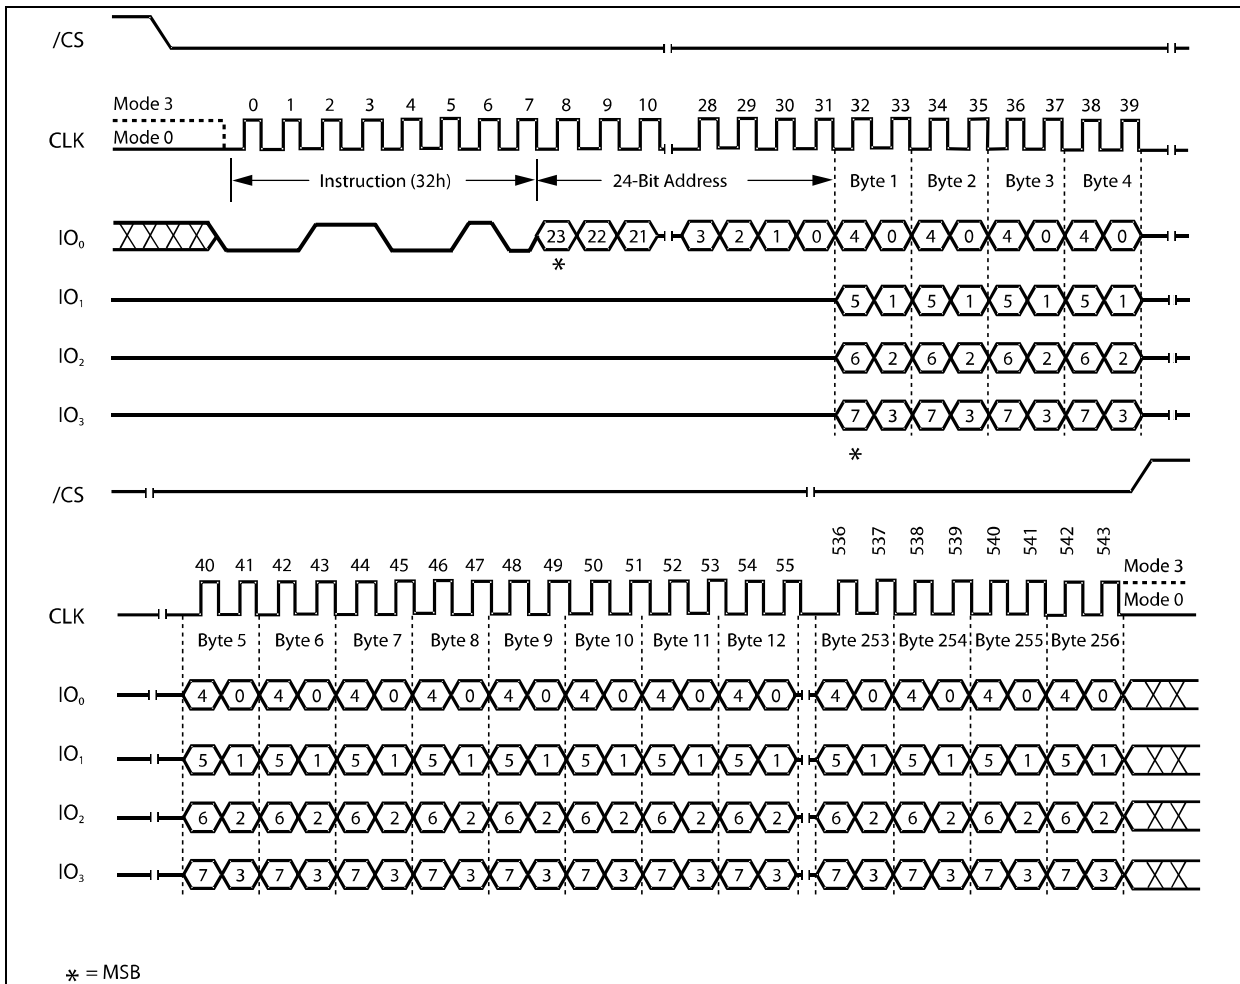 /CS
Mode 3
0 1 2 3 4 5 6 7 8 9 10 28 29 30 31 32 33 34 35 36 37 38 39
CLK
Mode 0
Instruction (32h) 24-Bit Address Byte 1 Byte 2 Byte 3 Byte 4
IO₀ 23 22 21 3 2 1 0 4 0 4 0 4 0 4 0
*
IO₁ 5 1 5 1 5 1 5 1
IO₂ 6 2 6 2 6 2 6 2
IO₃ 7 3 7 3 7 3 7 3
*
/CS
40 41 42 43 44 45 46 47 48 49 50 51 52 53 54 55 536 537 538 539 540 541 542 543
Mode 3
CLK
Mode 0
Byte 5 Byte 6 Byte 7 Byte 8 Byte 9 Byte 10 Byte 11 Byte 12 Byte 253 Byte 254 Byte 255 Byte 256
IO₀ 4 0 4 0 4 0 4 0 4 0 4 0 4 0 4 0 4 0 4 0 4 0 4 0
IO₁ 5 1 5 1 5 1 5 1 5 1 5 1 5 1 5 1 5 1 5 1 5 1 5 1
IO₂ 6 2 6 2 6 2 6 2 6 2 6 2 6 2 6 2 6 2 6 2 6 2 6 2
IO₃ 7 3 7 3 7 3 7 3 7 3 7 3 7 3 7 3 7 3 7 3 7 3 7 3
* = MSB